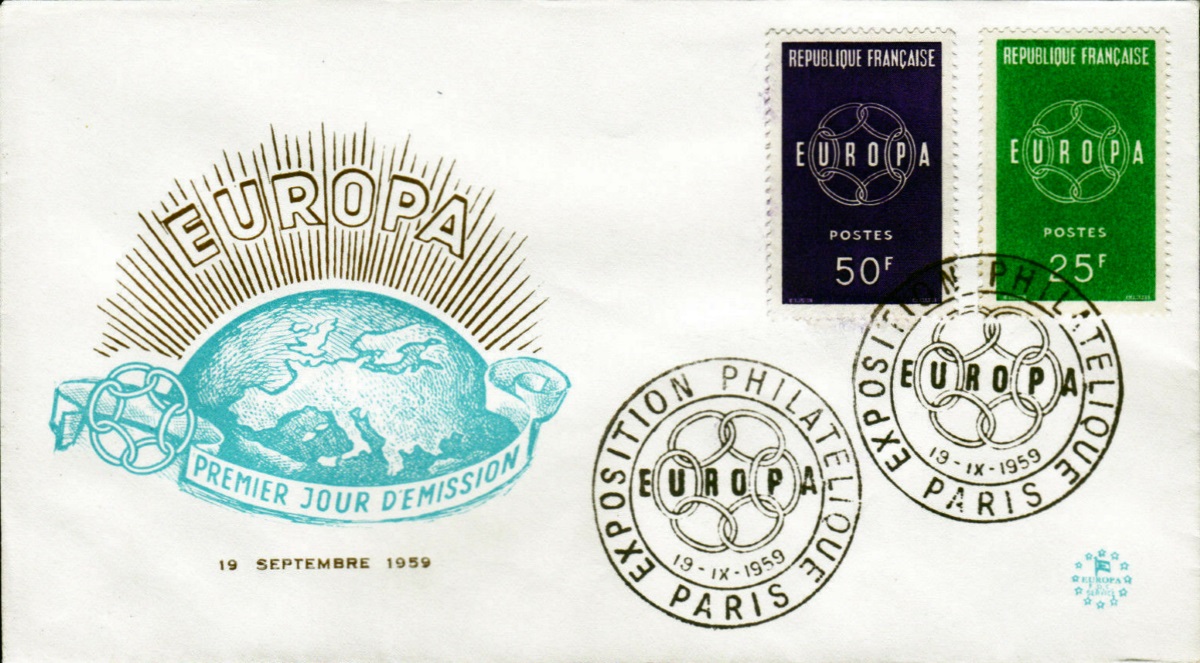 EUROPA
PREMIER JOUR D'EMISSION
19 SEPTEMBRE 1959
REPUBLIQUE FRANÇAISE
EUROPA
POSTES
50F
REPUBLIQUE FRANÇAISE
EUROPA
POSTES
25F
EXPOSITION PHILATELIQUE
EUROPA
19-IX-1959
PARIS
EXPOSITION PHILATELIQUE
EUROPA
19-IX-1959
PARIS
EUROPA